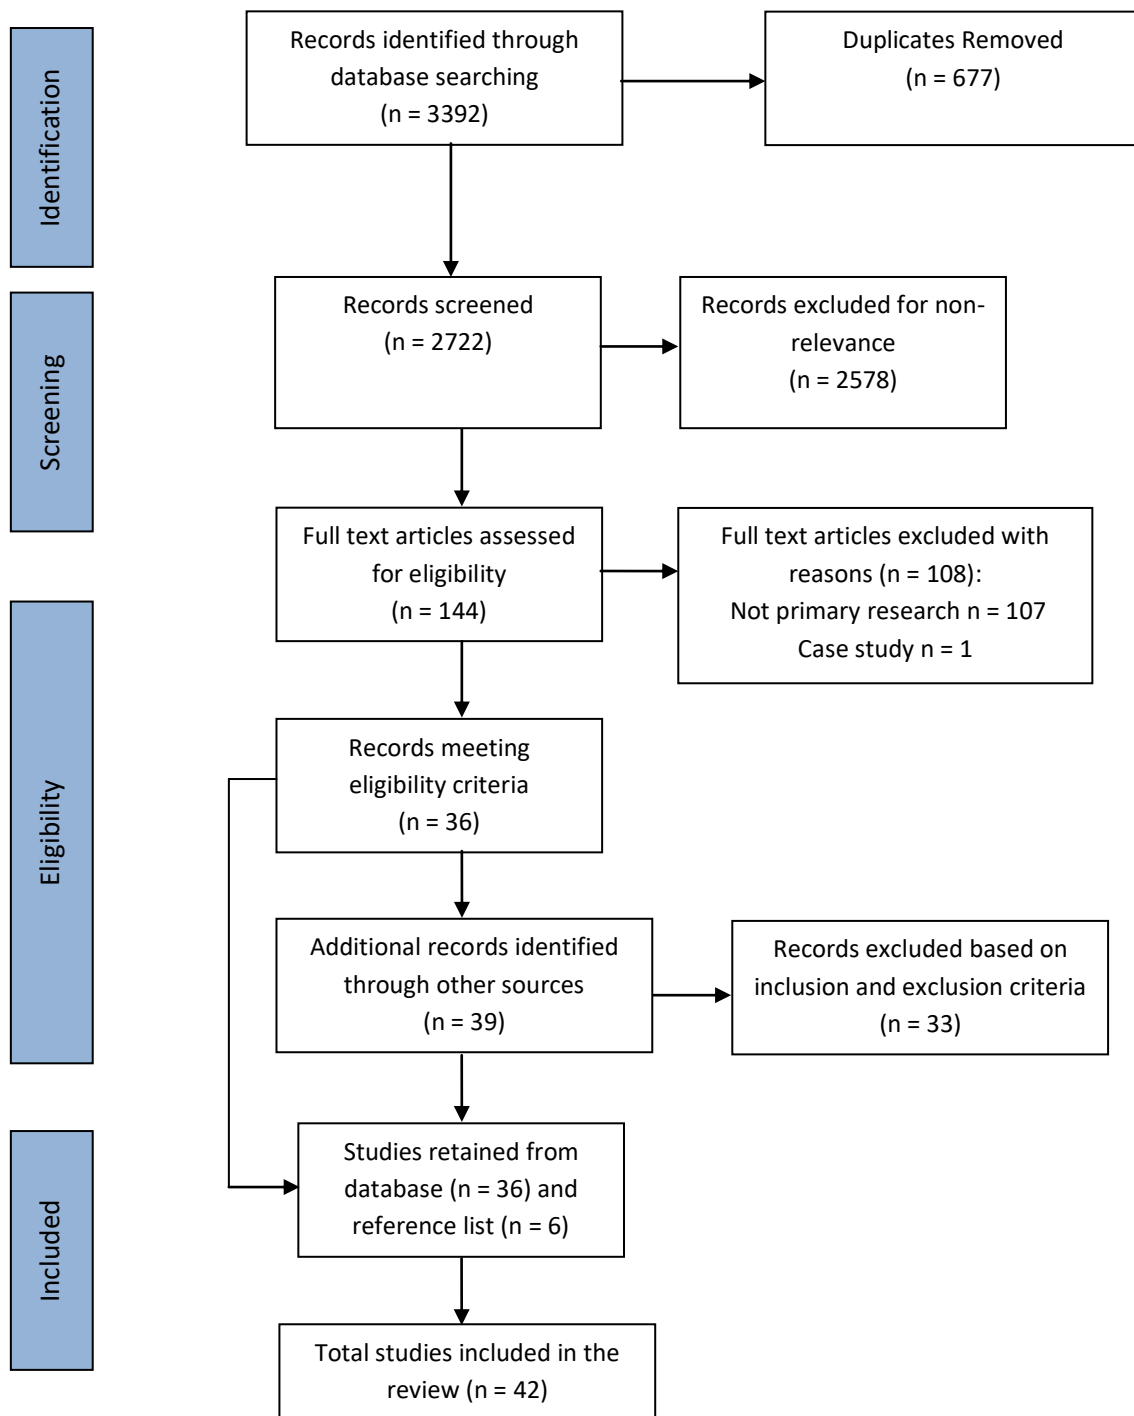 Identification
Records identified through
database searching
(n = 3392)
Duplicates Removed
(n = 677)
Screening
Records screened
(n = 2722)
Records excluded for non-
relevance
(n = 2578)
Full text articles assessed
for eligibility
(n = 144)
Full text articles excluded with
reasons (n = 108):
Not primary research n = 107
Case study n = 1
Eligibility
Records meeting
eligibility criteria
(n = 36)
Additional records identified
through other sources
(n = 39)
Records excluded based on
inclusion and exclusion criteria
(n = 33)
Included
Studies retained from
database (n = 36) and
reference list (n = 6)
Total studies included in the
review (n = 42)